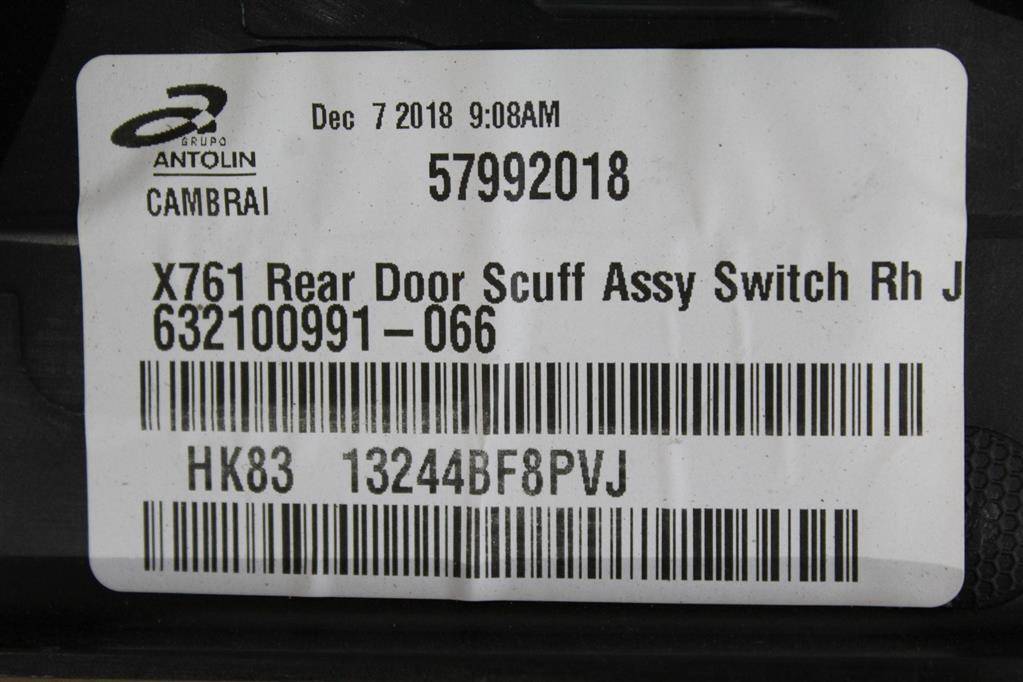 GRUPO
ANTOLIN
CAMBRAI
Dec 7 2018 9:08AM
57992018
X761 Rear Door Scuff Assy Switch Rh J
632100991-066
HK83 13244BF8PVJ